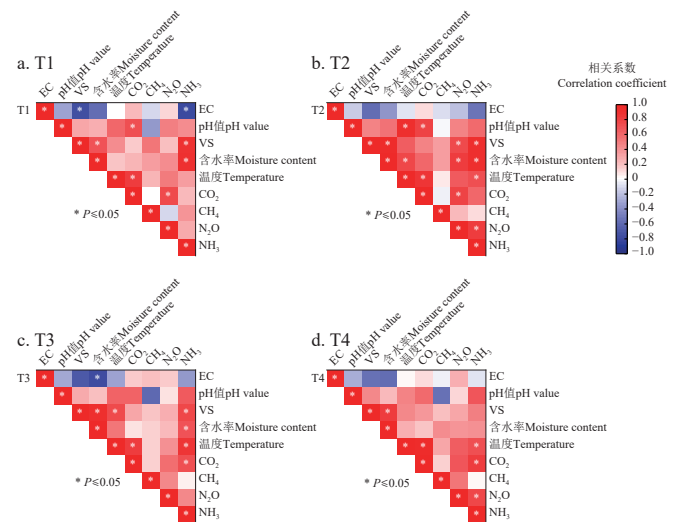 a. T1
EC
pH值pH value
VS
含水率Moisture content
温度Temperature
CO₂
CH₄
N₂O
NH₃
T1
EC
pH值pH value
VS
含水率Moisture content
温度Temperature
CO₂
CH₄
N₂O
NH₃
* P≤0.05
b. T2
EC
pH值pH value
VS
含水率Moisture content
温度Temperature
CO₂
CH₄
N₂O
NH₃
T2
EC
pH值pH value
VS
含水率Moisture content
温度Temperature
CO₂
CH₄
N₂O
NH₃
* P≤0.05
相关系数
Correlation coefficient
1.0
0.8
0.6
0.4
0.2
0
−0.2
−0.4
−0.6
−0.8
−1.0
c. T3
EC
pH值pH value
VS
含水率Moisture content
温度Temperature
CO₂
CH₄
N₂O
NH₃
T3
EC
pH值pH value
VS
含水率Moisture content
温度Temperature
CO₂
CH₄
N₂O
NH₃
* P≤0.05
d. T4
EC
pH值pH value
VS
含水率Moisture content
温度Temperature
CO₂
CH₄
N₂O
NH₃
T4
EC
pH值pH value
VS
含水率Moisture content
温度Temperature
CO₂
CH₄
N₂O
NH₃
* P≤0.05